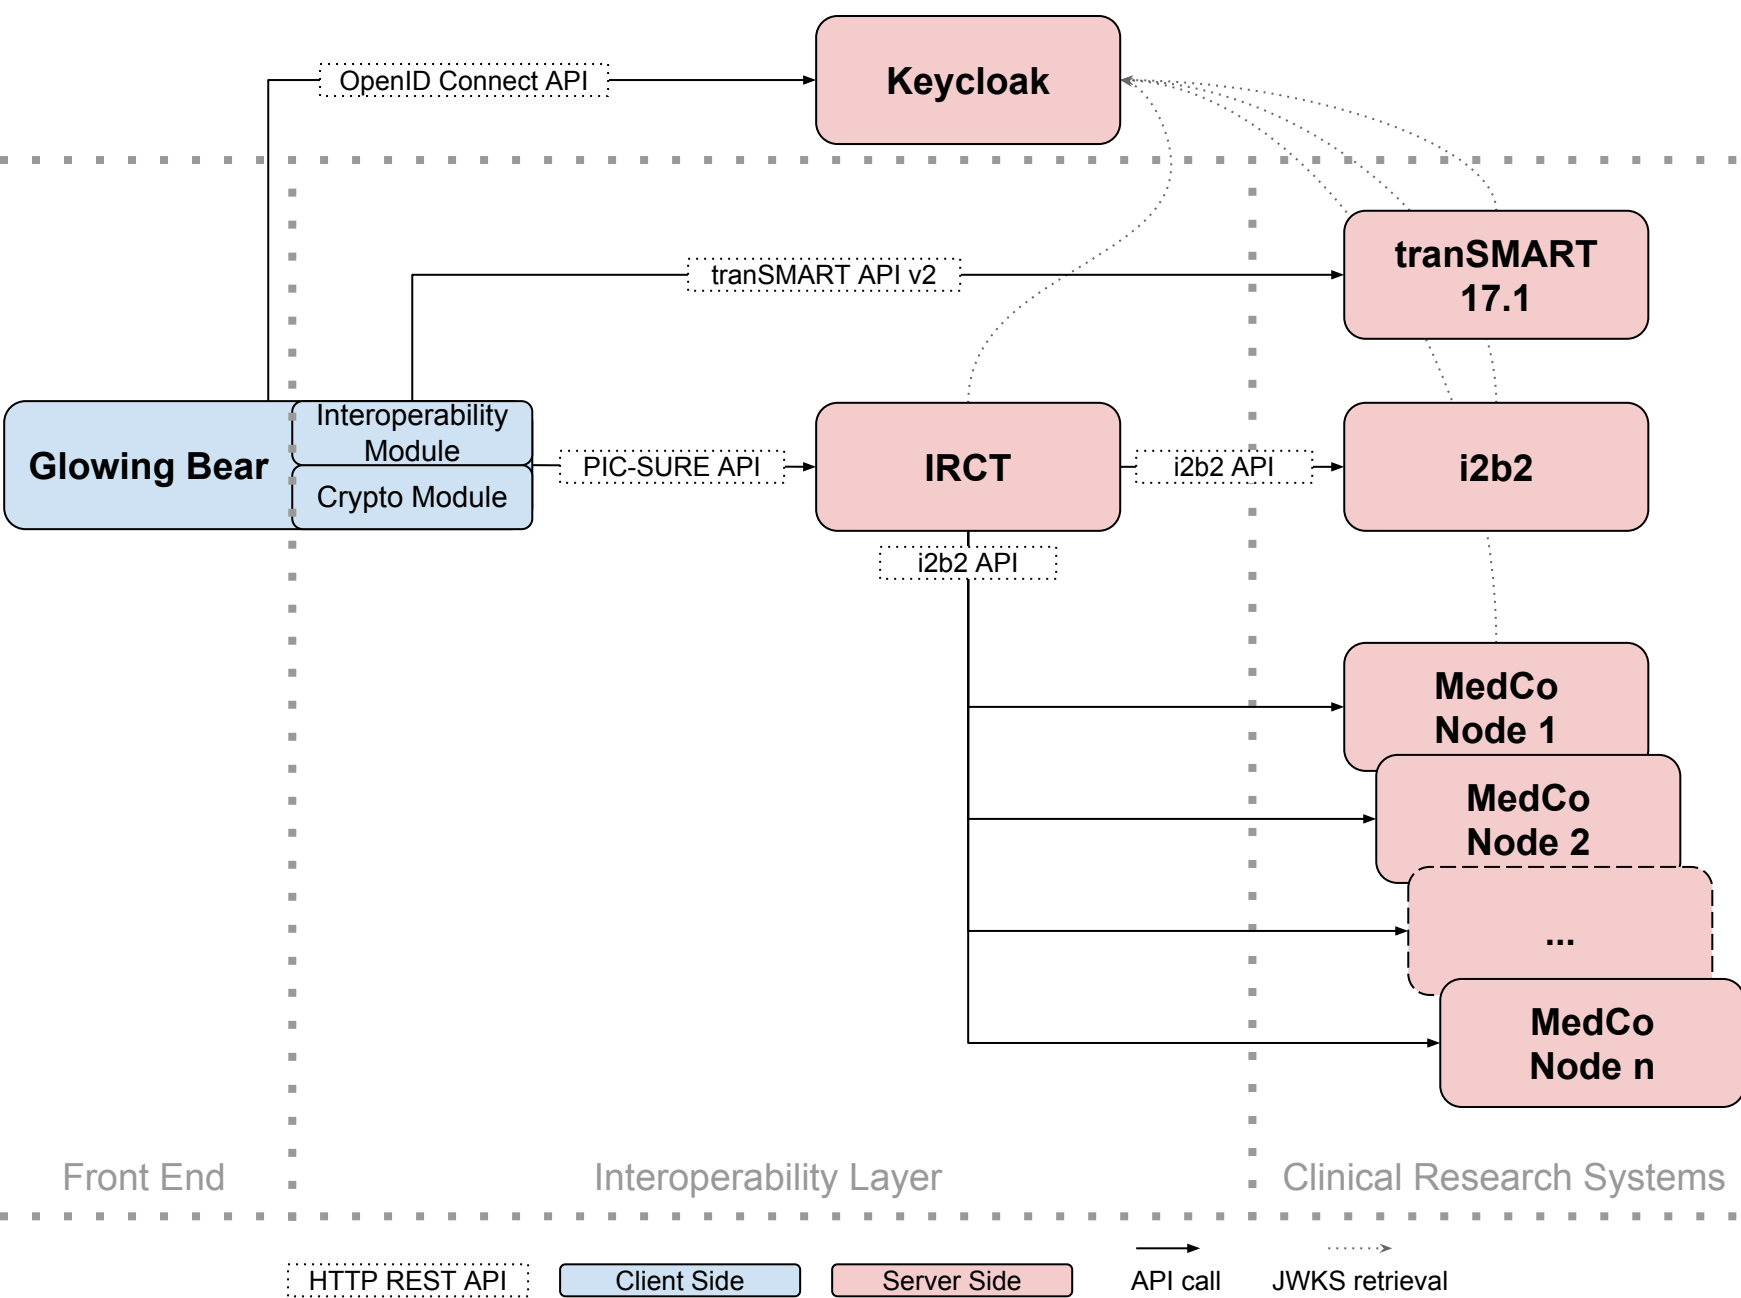 Keycloak
OpenID Connect API
tranSMART
17.1
tranSMART API v2
Interoperability
Module
Glowing Bear
Crypto Module
PIC-SURE API
IRCT
i2b2 API
i2b2
i2b2 API
MedCo
Node 1
MedCo
Node 2
...
MedCo
Node n
Front End
Interoperability Layer
Clinical Research Systems
HTTP REST API
Client Side
Server Side
API call
JWKS retrieval